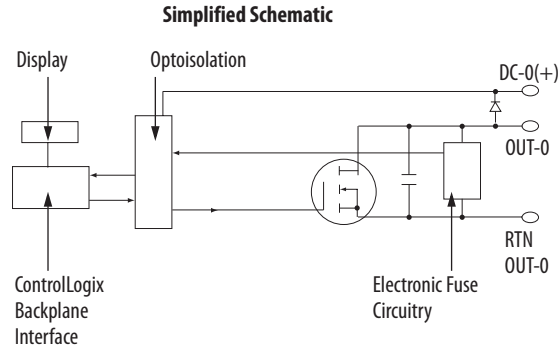 Simplified Schematic
Display
Optoisolation
DC-0(+)
OUT-0
RTN
OUT-0
ControlLogix
Backplane
Interface
Electronic Fuse
Circuitry